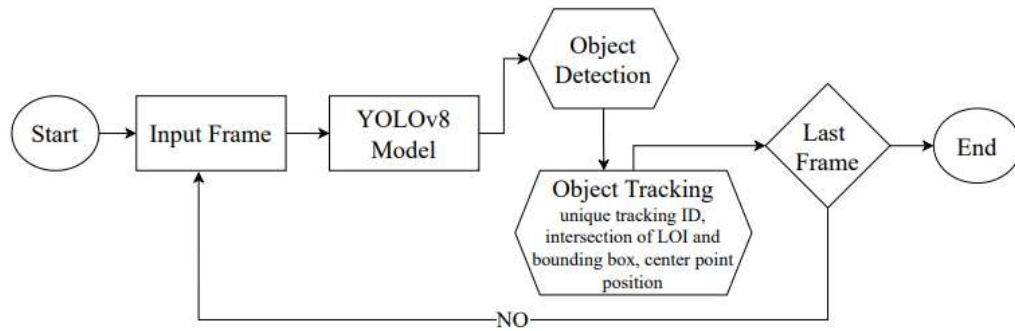 Start
Input Frame
YOLOv8
Model
Object
Detection
Object Tracking
unique tracking ID,
intersection of LOI and
bounding box, center point
position
Last
Frame
End
NO